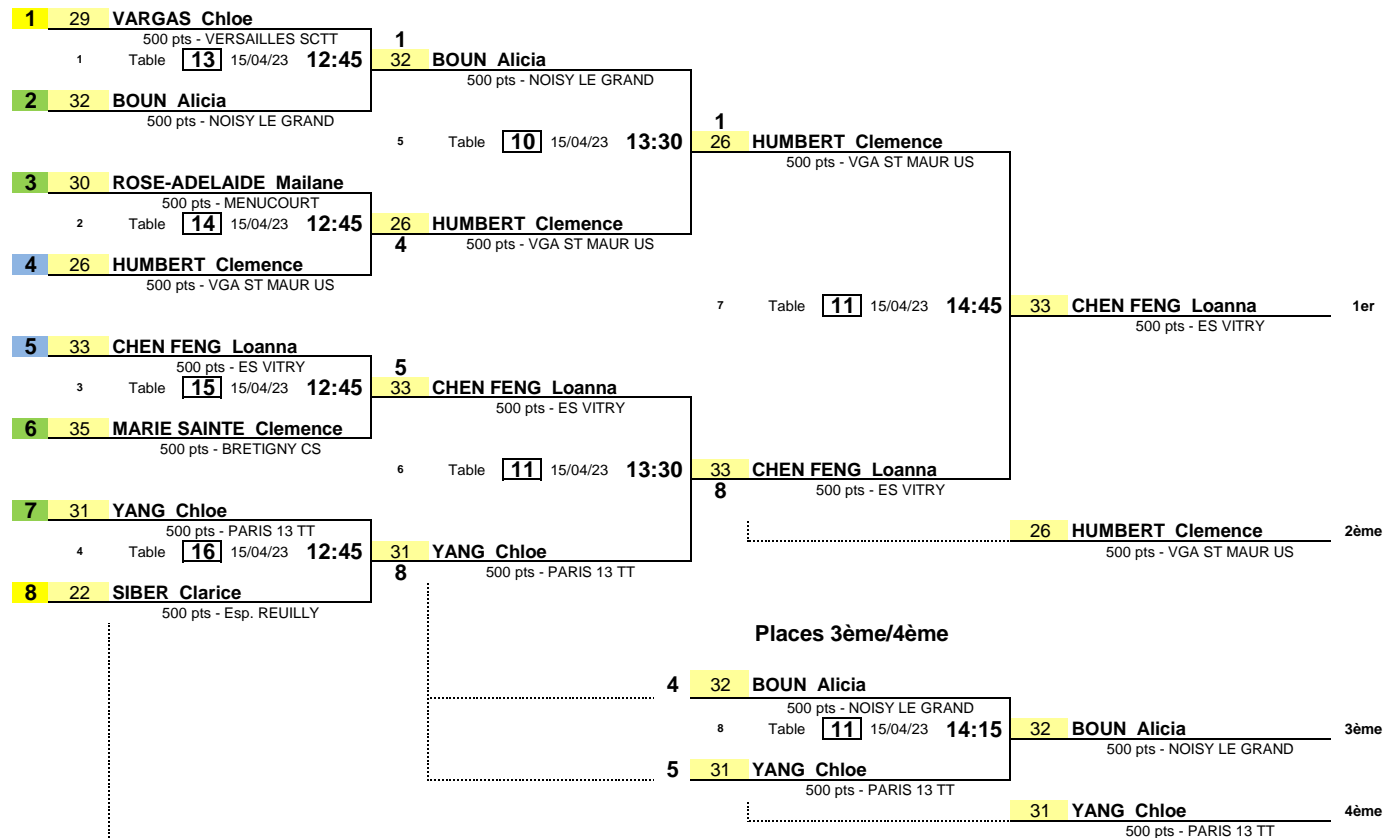 1 29 VARGAS Chloe
500 pts - VERSAILLES SCTT 1
1 Table 13 15/04/23 12:45 32 BOUN Alicia
500 pts - NOISY LE GRAND
2 32 BOUN Alicia
500 pts - NOISY LE GRAND 1
5 Table 10 15/04/23 13:30 26 HUMBERT Clemence
500 pts - VGA ST MAUR US
3 30 ROSE-ADELAIDE Mailane
500 pts - MENUCOURT
2 Table 14 15/04/23 12:45 26 HUMBERT Clemence
4 500 pts - VGA ST MAUR US
4 26 HUMBERT Clemence
500 pts - VGA ST MAUR US
7 Table 11 15/04/23 14:45 33 CHEN FENG Loanna 1er
500 pts - ES VITRY
5 33 CHEN FENG Loanna
500 pts - ES VITRY 5
3 Table 15 15/04/23 12:45 33 CHEN FENG Loanna
500 pts - ES VITRY
6 35 MARIE SAINTE Clemence
500 pts - BRETIGNY CS
6 Table 11 15/04/23 13:30 33 CHEN FENG Loanna
8 500 pts - ES VITRY
7 31 YANG Chloe
500 pts - PARIS 13 TT 26 HUMBERT Clemence 2ème
4 Table 16 15/04/23 12:45 31 YANG Chloe 500 pts - VGA ST MAUR US
8 500 pts - PARIS 13 TT
8 22 SIBER Clarice
500 pts - Esp. REUILLY
Places 3ème/4ème
4 32 BOUN Alicia
500 pts - NOISY LE GRAND
8 Table 11 15/04/23 14:15 32 BOUN Alicia 3ème
500 pts - NOISY LE GRAND
5 31 YANG Chloe
500 pts - PARIS 13 TT
31 YANG Chloe 4ème
500 pts - PARIS 13 TT